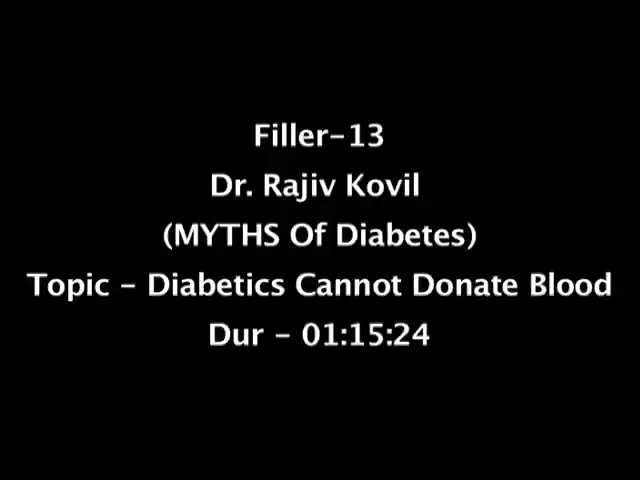 Filler-13
Dr. Rajiv Kovil
(MYTHS Of Diabetes)
Topic - Diabetics Cannot Donate Blood
Dur - 01:15:24